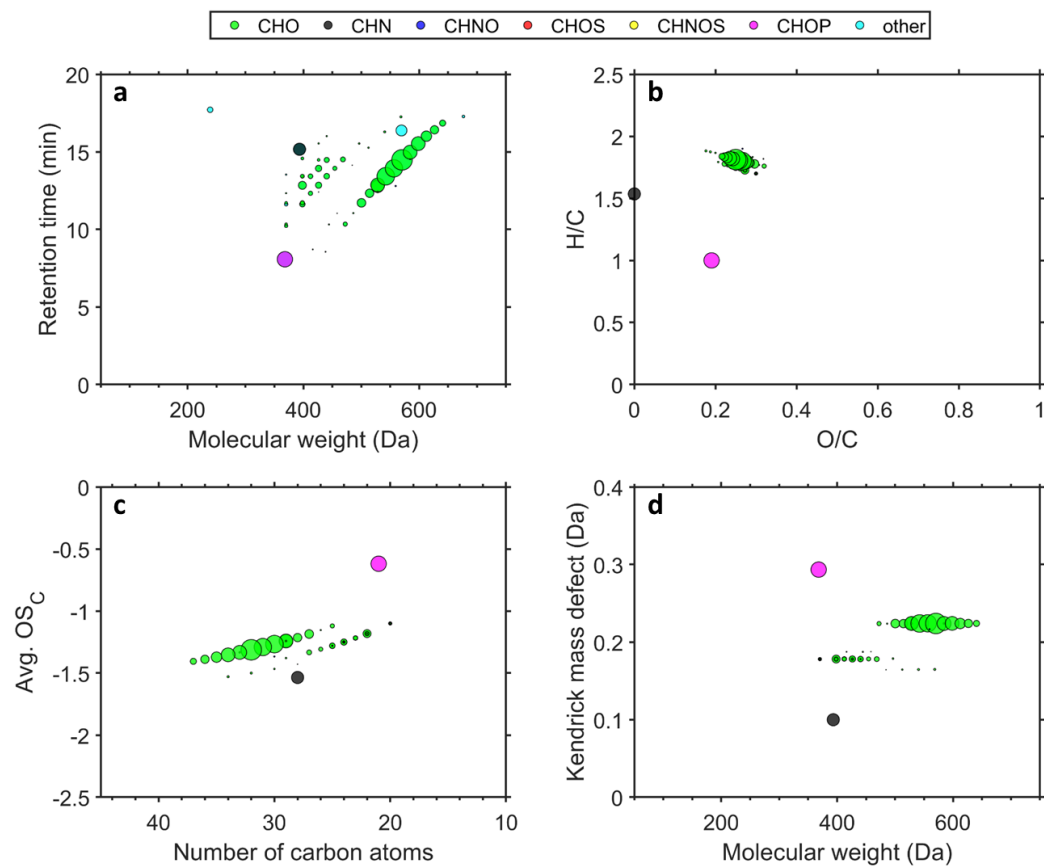 CHO CHN CHNO CHOS CHNOS CHOP other
a
20
15
10
5
0
200 400 600
Retention time (min)
Molecular weight (Da)
b
2.5
2
1.5
1
0.5
0
0 0.2 0.4 0.6 0.8 1
H/C
O/C
c
0
-0.5
-1
-1.5
-2
-2.5
40 30 20 10
Avg. OSC
Number of carbon atoms
d
0.4
0.3
0.2
0.1
0
200 400 600
Kendrick mass defect (Da)
Molecular weight (Da)